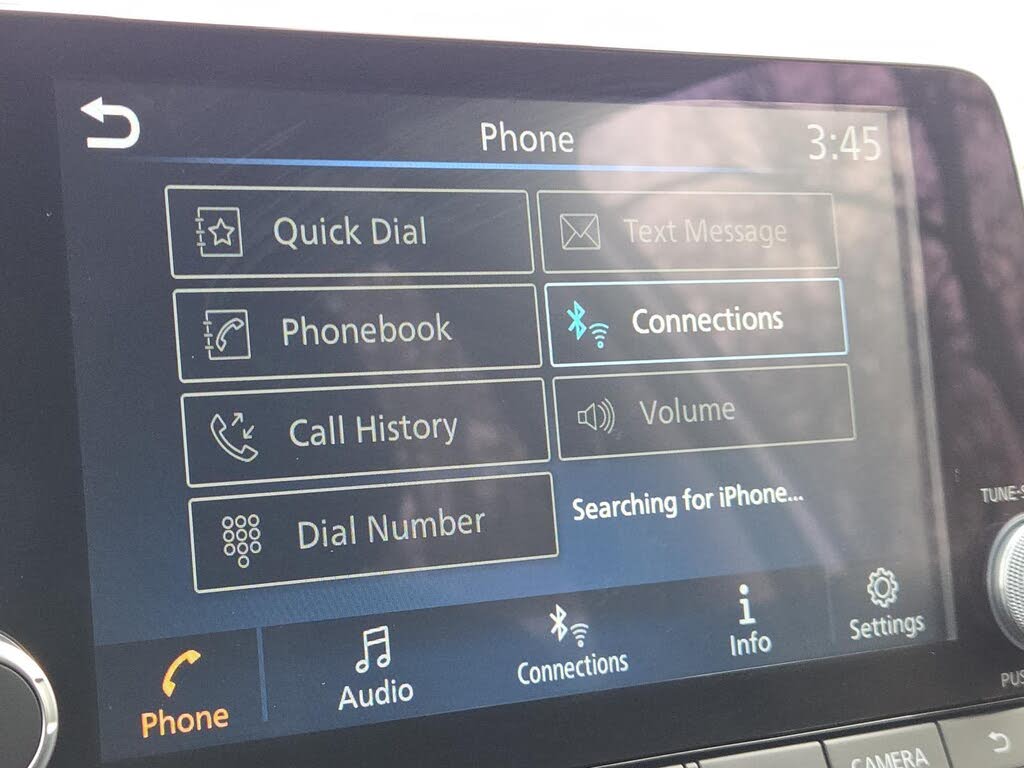 Phone
3:45
Quick Dial
Text Message
Phonebook
Connections
Call History
Volume
Dial Number
Searching for iPhone...
Phone
Audio
Connections
Info
Settings
CAMERA